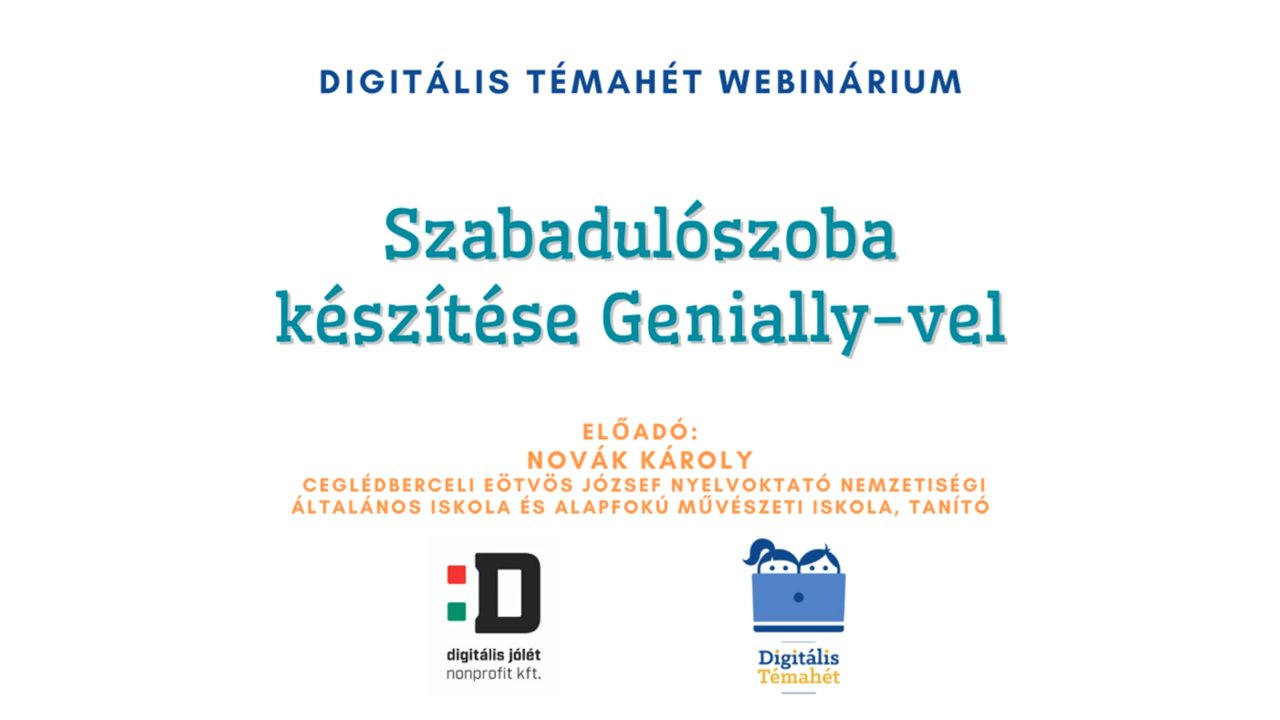 DIGITÁLIS TÉMAHÉT WEBINÁRIUM
Szabadulószoba
készítése Genially-vel
ELŐADÓ:
NOVÁK KÁROLY
CEGLÉDBERCELI EÖTVÖS JÓZSEF NYELVOKTATÓ NEMZETISÉGI
ÁLTALÁNOS ISKOLA ÉS ALAPFOKÚ MŰVÉSZETI ISKOLA, TANÍTÓ
:D
digitális jólét
nonprofit kft.
Digitális
Témahét